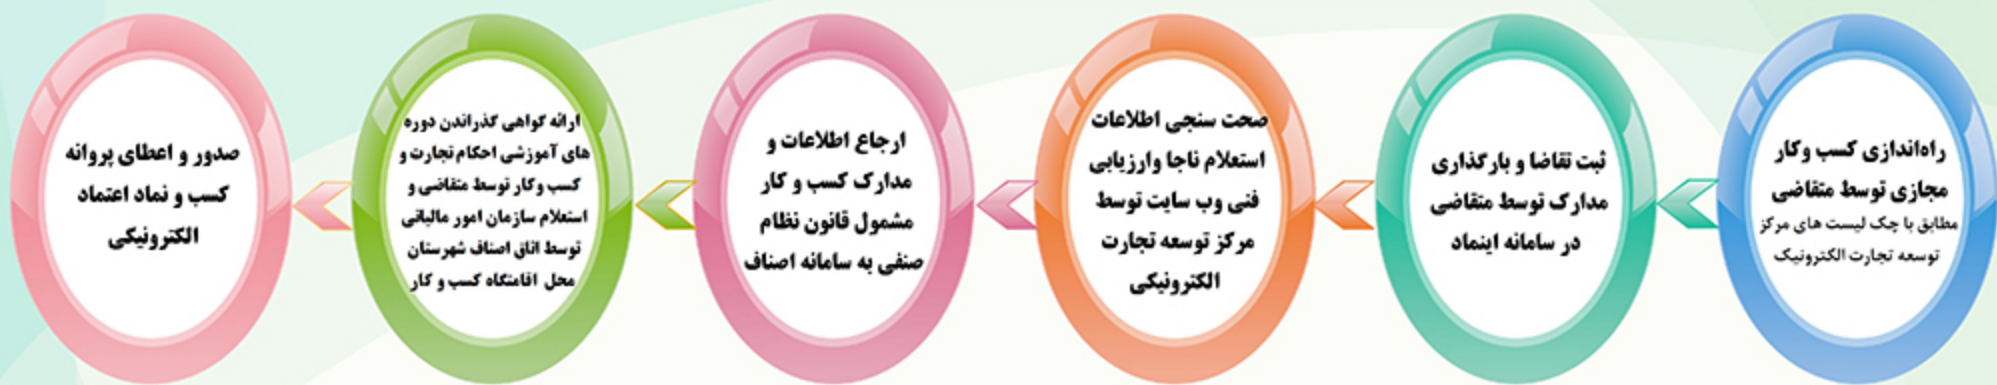 راه‌اندازی کسب وکار
مجازی توسط متقاضی
مطابق با چک لیست های مرکز
توسعه تجارت الکترونیک
ثبت تقاضا و بارگذاری
مدارک توسط متقاضی
در سامانه اینماد
صحت سنجی اطلاعات
استعلام ناجا وارزیابی
فنی وب سایت توسط
مرکز توسعه تجارت
الکترونیکی
ارجاع اطلاعات و
مدارک کسب و کار
مشمول قانون نظام
صنفی به سامانه اصناف
ارائه گواهی گذراندن دوره
های آموزشی احکام تجارت و
کسب وکار توسط متقاضی و
استعلام سازمان امور مالیاتی
توسط اتاق اصناف شهرستان
محل اقامتگاه کسب و کار
صدور و اعطای پروانه
کسب و نماد اعتماد
الکترونیکی